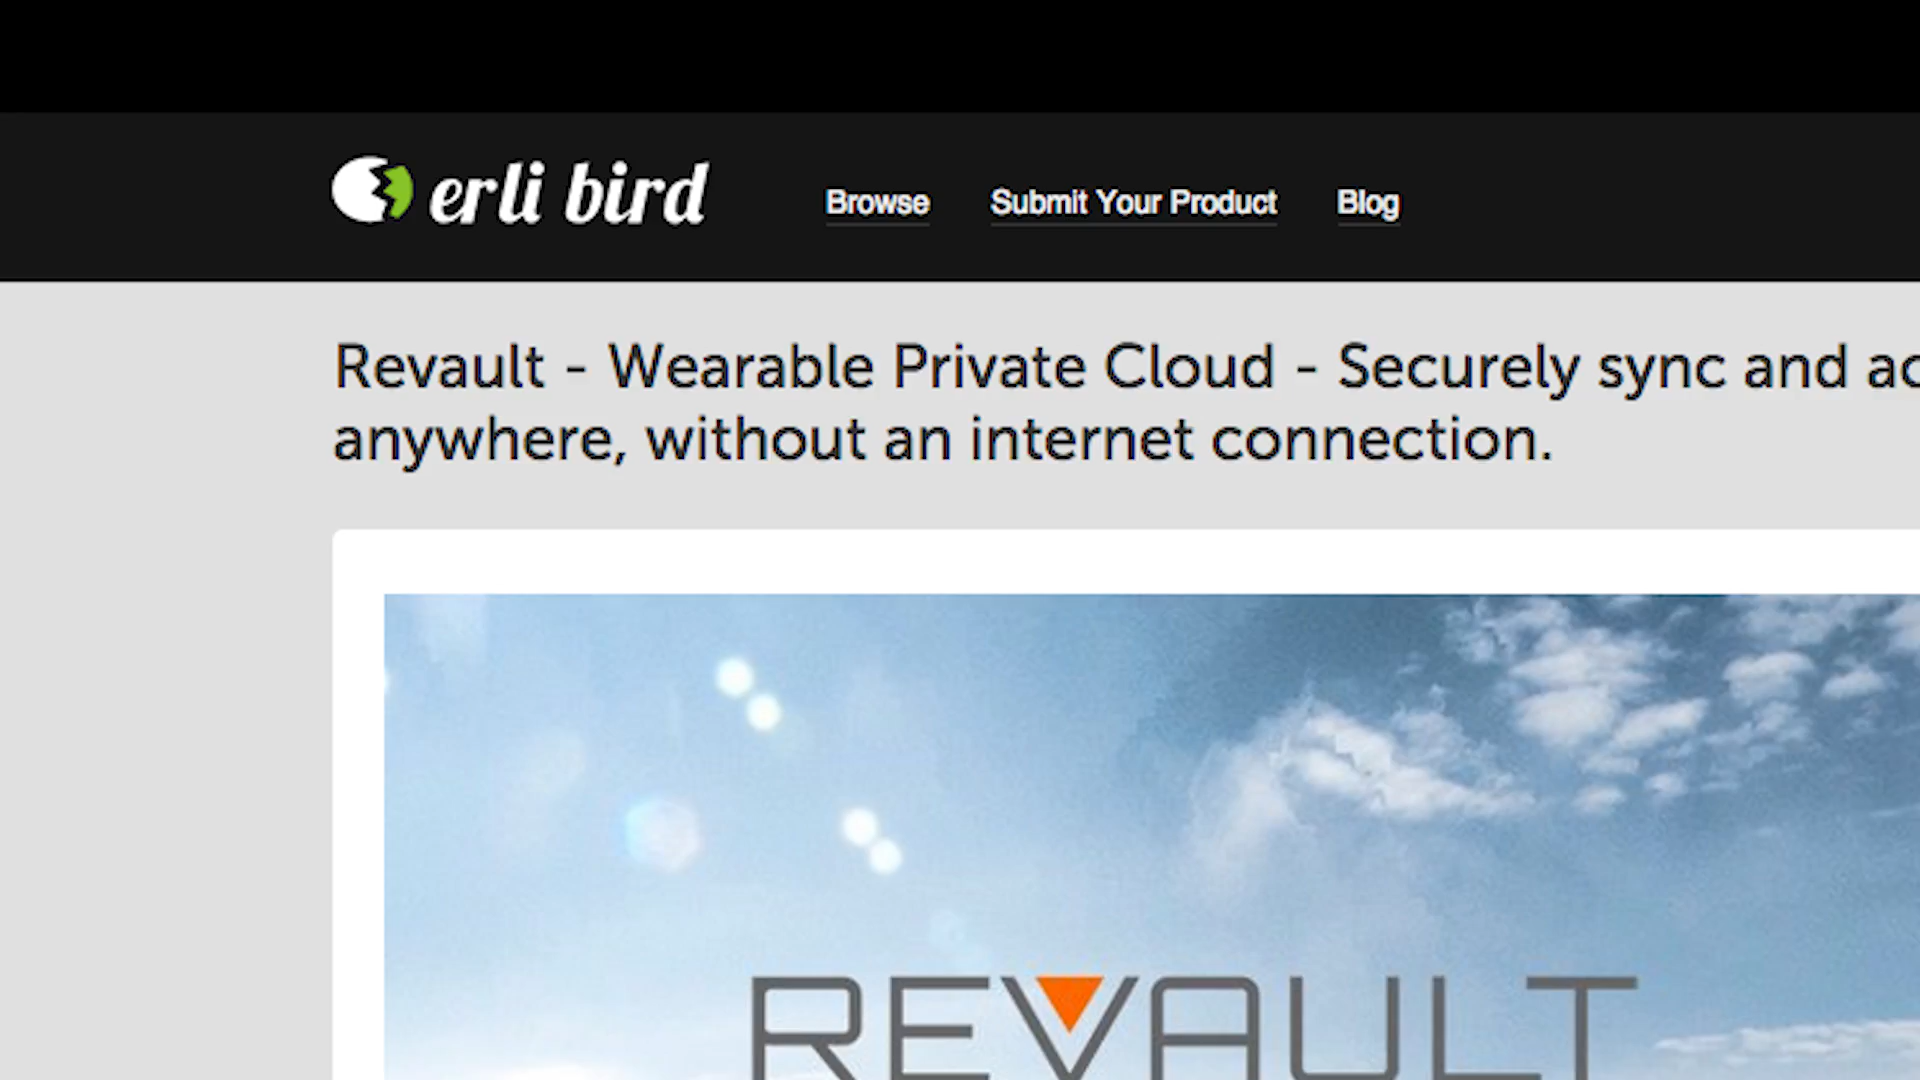 erli bird
Browse Submit Your Product Blog
Revault - Wearable Private Cloud - Securely sync and
anywhere, without an internet connection.
REVAULT